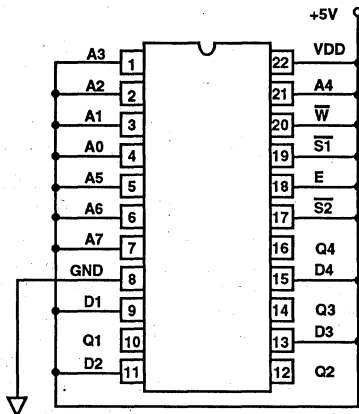 +5V
A3 1 22 VDD
A2 2 21 A4
A1 3 20 W̅
A0 4 19 S̅1̅
A5 5 18 E
A6 6 17 S̅2̅
A7 7 16 Q4
GND 8 15 D4
D1 9 14 Q3
Q1 10 13 D3
D2 11 12 Q2